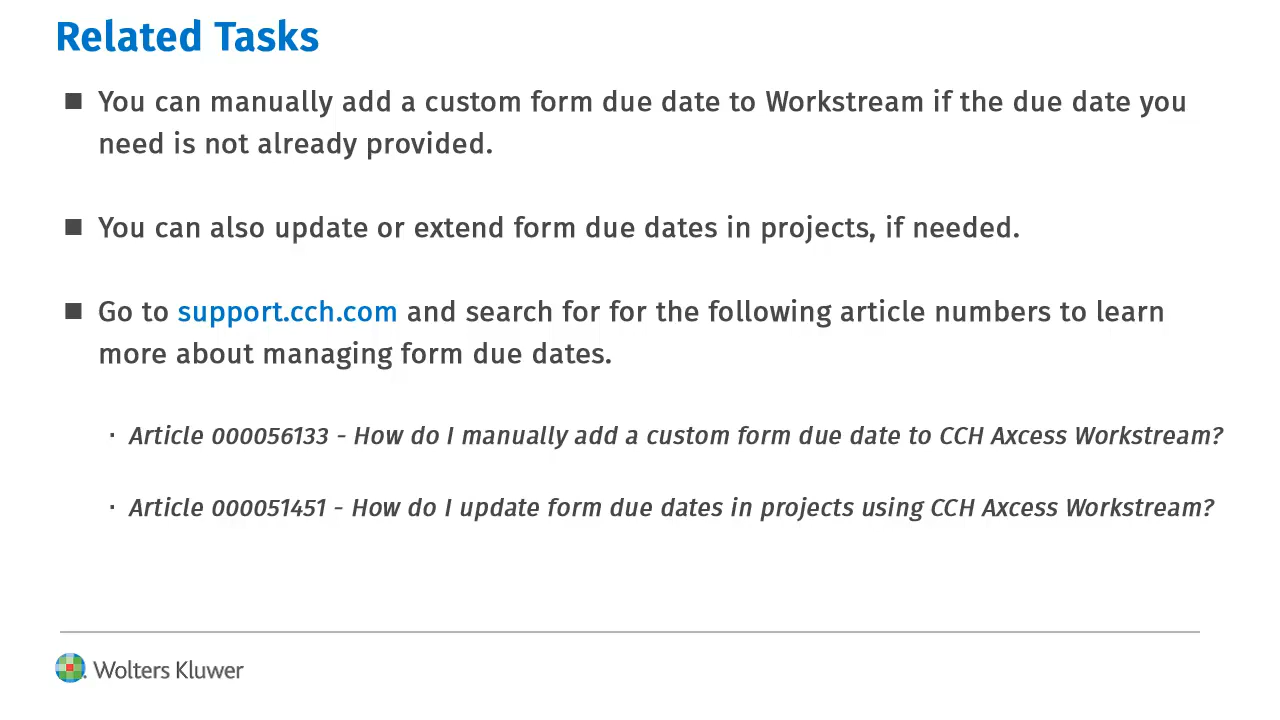 Related Tasks
■ You can manually add a custom form due date to Workstream if the due date you
need is not already provided.
■ You can also update or extend form due dates in projects, if needed.
■ Go to support.cch.com and search for for the following article numbers to learn
more about managing form due dates.
· Article 000056133 - How do I manually add a custom form due date to CCH Axcess Workstream?
· Article 000051451 - How do I update form due dates in projects using CCH Axcess Workstream?
Wolters Kluwer